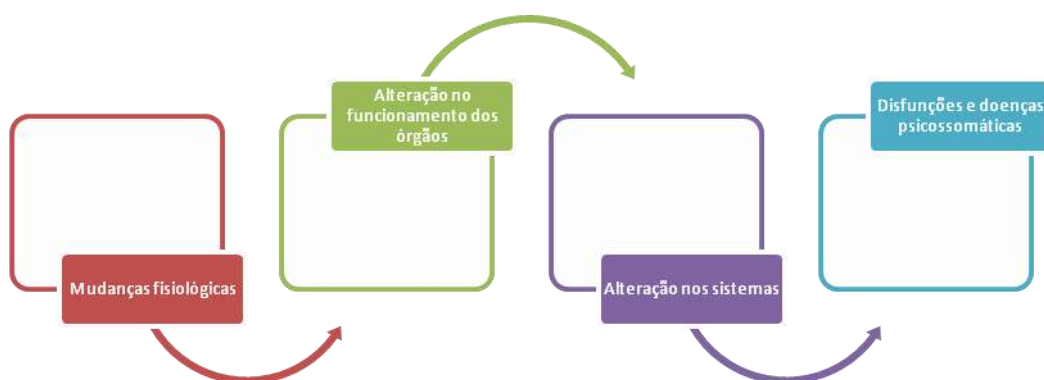 Mudanças fisiológicas
Alteração no
funcionamento dos
órgãos
Alteração nos sistemas
Disfunções e doenças
psicossomáticas